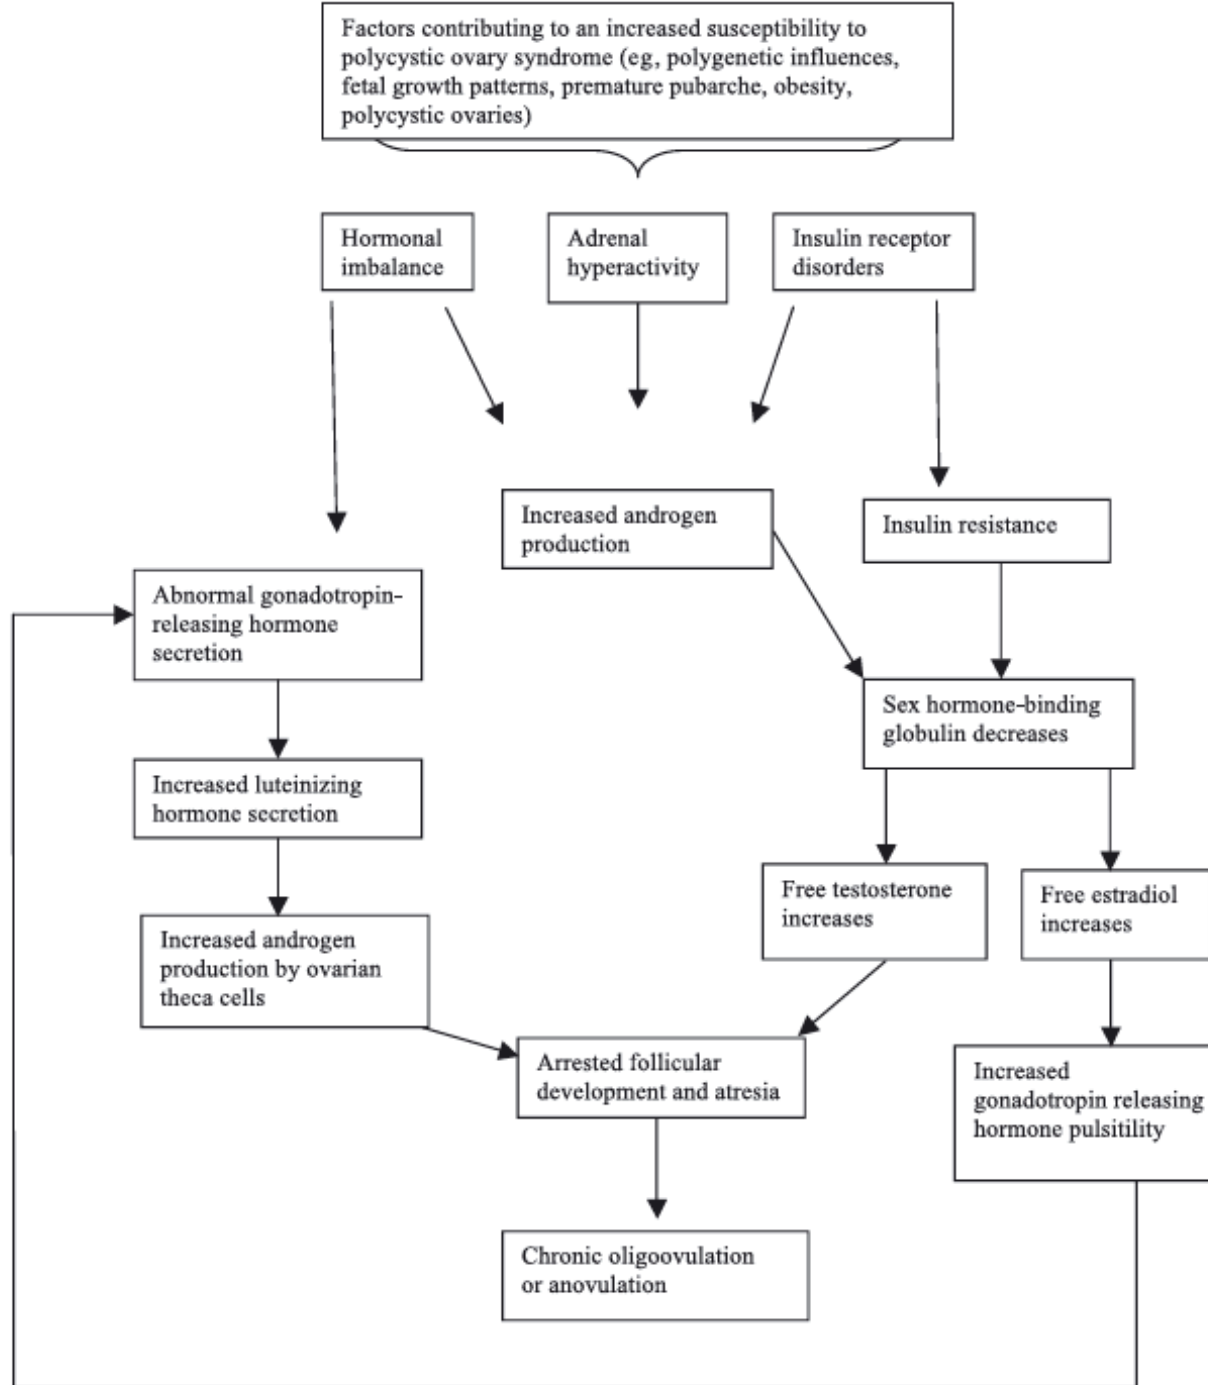 Factors contributing to an increased susceptibility to
polycystic ovary syndrome (eg, polygenetic influences,
fetal growth patterns, premature pubarche, obesity,
polycystic ovaries)
Hormonal
imbalance
Adrenal
hyperactivity
Insulin receptor
disorders
Increased androgen
production
Insulin resistance
Abnormal gonadotropin-
releasing hormone
secretion
Sex hormone-binding
globulin decreases
Increased luteinizing
hormone secretion
Free testosterone
increases
Free estradiol
increases
Increased androgen
production by ovarian
theca cells
Arrested follicular
development and atresia
Increased
gonadotropin releasing
hormone pulsitility
Chronic oligoovulation
or anovulation